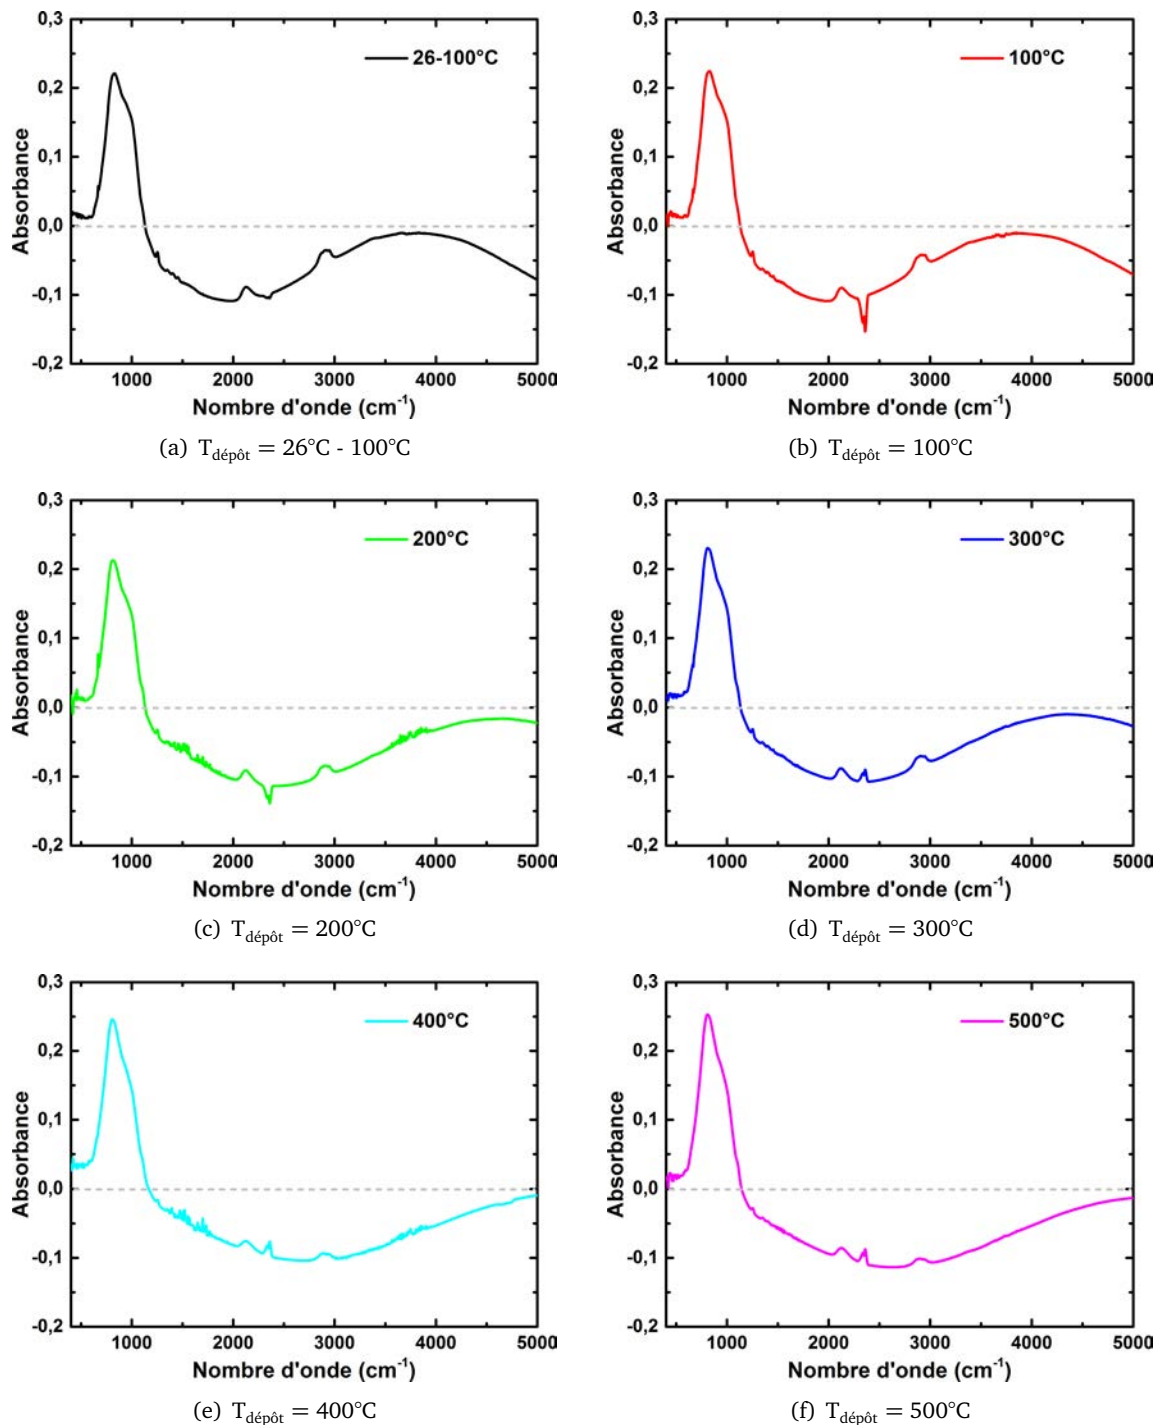 0,3
0,2
0,1
0,0
-0,1
-0,2
Absorbance
26-100°C
1000 2000 3000 4000 5000
Nombre d'onde (cm⁻¹)
(a) T_dépôt = 26°C - 100°C
0,3
0,2
0,1
0,0
-0,1
-0,2
Absorbance
100°C
1000 2000 3000 4000 5000
Nombre d'onde (cm⁻¹)
(b) T_dépôt = 100°C
0,3
0,2
0,1
0,0
-0,1
-0,2
Absorbance
200°C
1000 2000 3000 4000 5000
Nombre d'onde (cm⁻¹)
(c) T_dépôt = 200°C
0,3
0,2
0,1
0,0
-0,1
-0,2
Absorbance
300°C
1000 2000 3000 4000 5000
Nombre d'onde (cm⁻¹)
(d) T_dépôt = 300°C
0,3
0,2
0,1
0,0
-0,1
-0,2
Absorbance
400°C
1000 2000 3000 4000 5000
Nombre d'onde (cm⁻¹)
(e) T_dépôt = 400°C
0,3
0,2
0,1
0,0
-0,1
-0,2
Absorbance
500°C
1000 2000 3000 4000 5000
Nombre d'onde (cm⁻¹)
(f) T_dépôt = 500°C